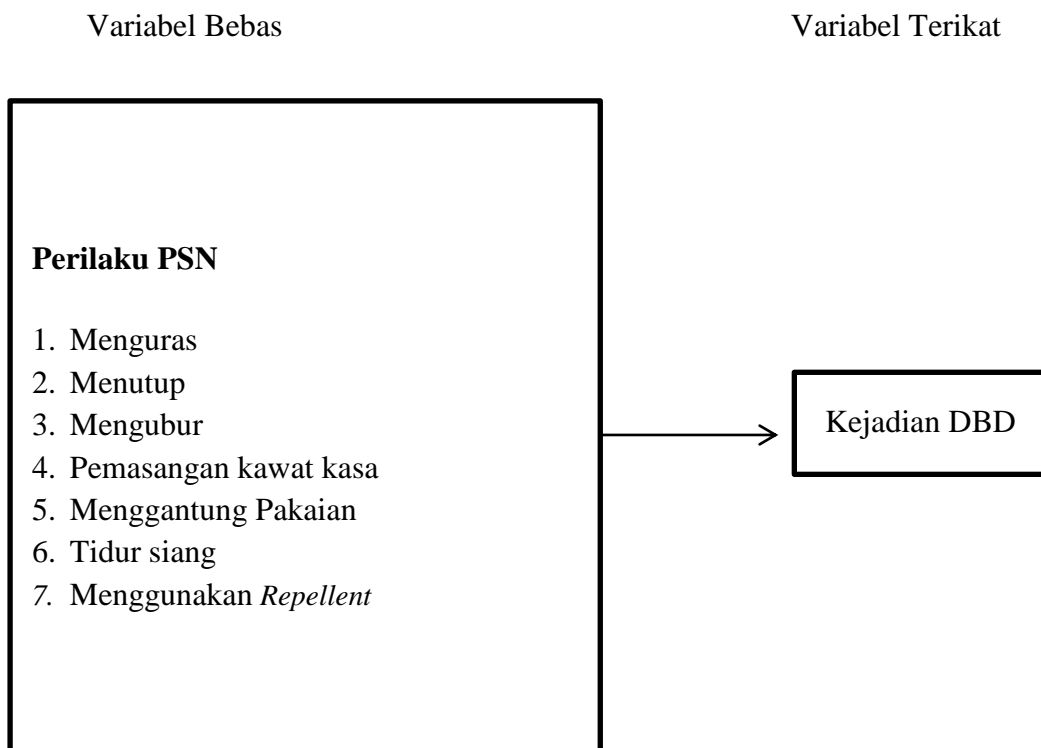 Variabel Bebas
Variabel Terikat
Perilaku PSN
1. Menguras
2. Menutup
3. Mengubur
4. Pemasangan kawat kasa
5. Menggantung Pakaian
6. Tidur siang
7. Menggunakan Repellent
Kejadian DBD